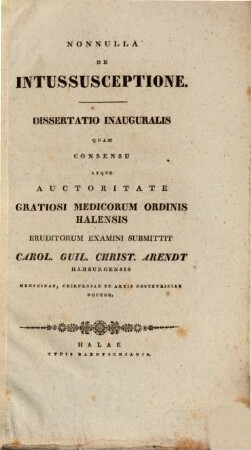 NONNULLA
DE
INTUSSUSCEPTIONE.
DISSERTATIO INAUGURALIS
QUAM
CONSENSU
ATQUE
AUCTORITATE
GRATIOSI MEDICORUM ORDINIS
HALENSIS
ERUDITORUM EXAMINI SUBMITTIT
CAROL. GUIL. CHRIST. ARENDT
HAMBURGENSIS
MEDICINAE, CHIRURGIAE ET ARTIS OBSTETRICIAE
DOCTOR.
HALAE
TYPIS BAENTSCHIANIS.